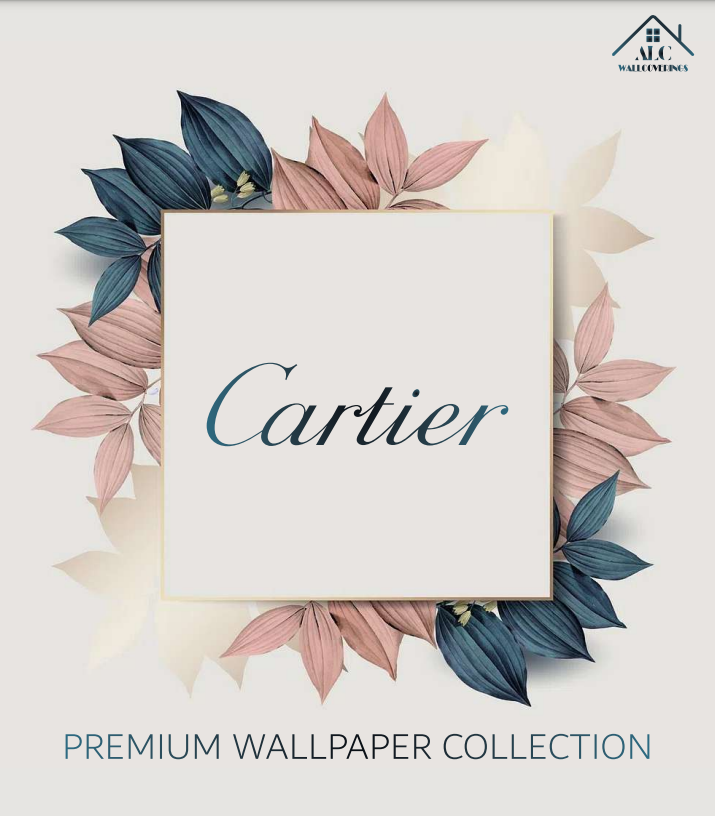 ALC
WALLCOVERINGS
Cartier
PREMIUM WALLPAPER COLLECTION